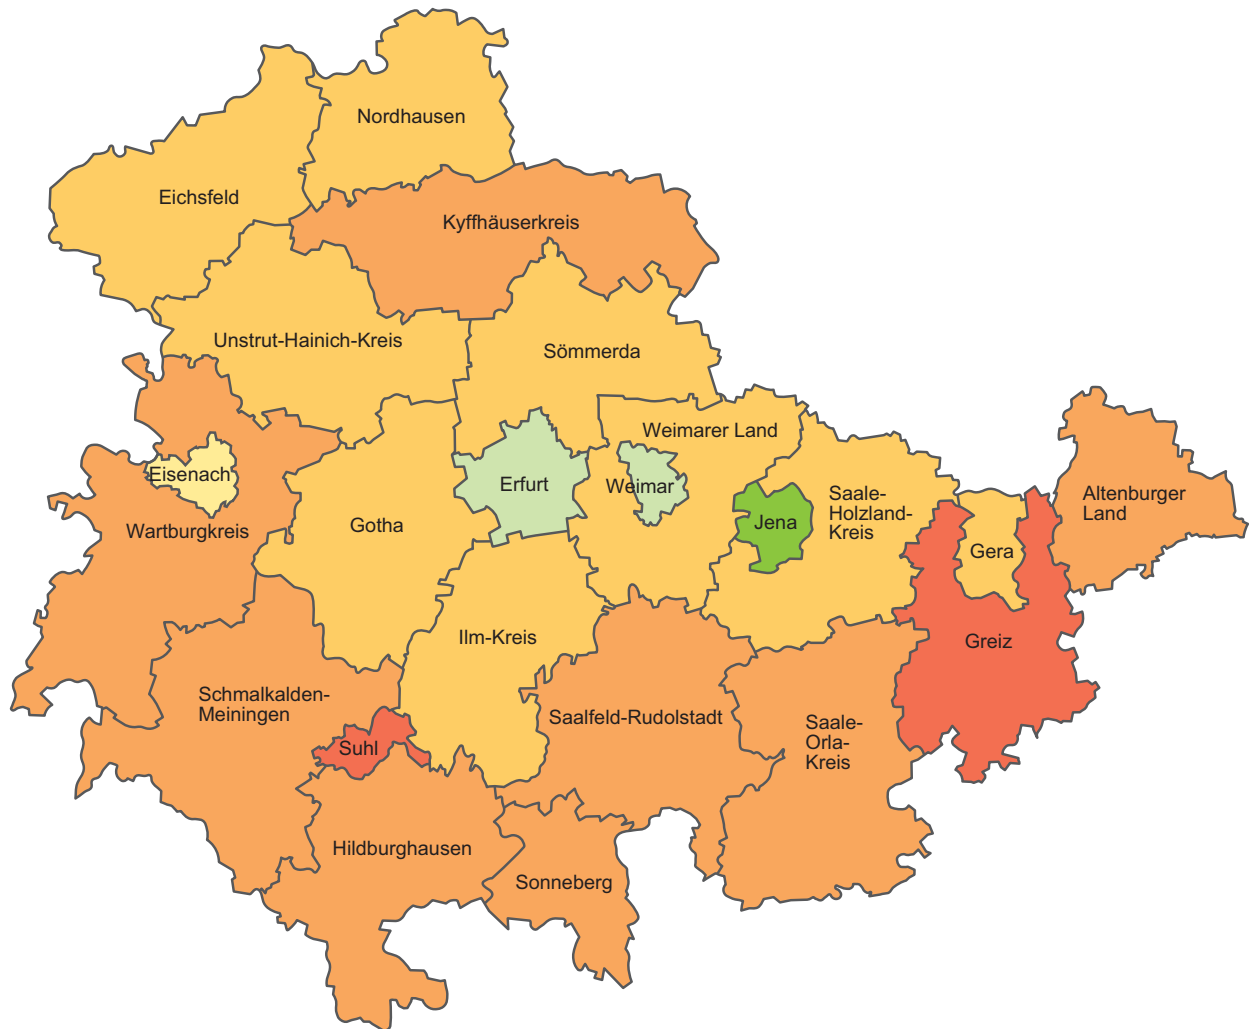 Nordhausen
Eichsfeld
Kyffhäuserkreis
Unstrut-Hainich-Kreis
Sömmerda
Weimarer Land
Eisenach
Erfurt
Weimar
Wartburgkreis
Gotha
Jena
Saale-
Holzland-
Kreis
Altenburger
Land
Gera
Ilm-Kreis
Greiz
Schmalkalden-
Meiningen
Saalfeld-Rudolstadt
Saale-
Orla-
Kreis
Suhl
Hildburghausen
Sonneberg